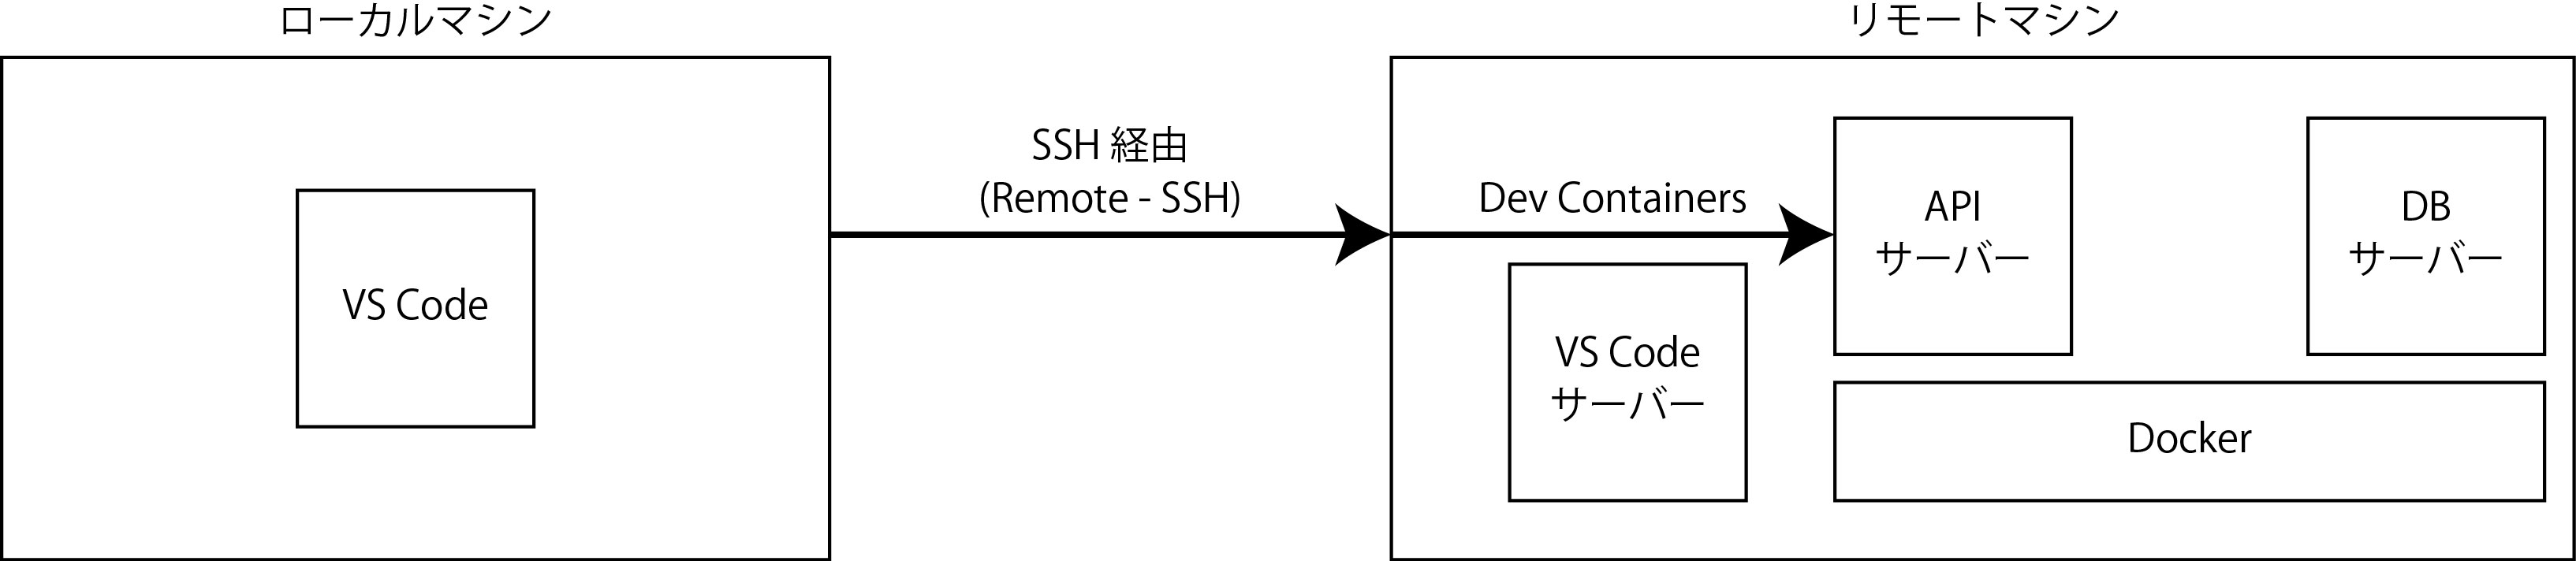 ローカルマシン
リモートマシン
VS Code
SSH 経由
(Remote - SSH)
Dev Containers
VS Code
サーバー
API
サーバー
DB
サーバー
Docker